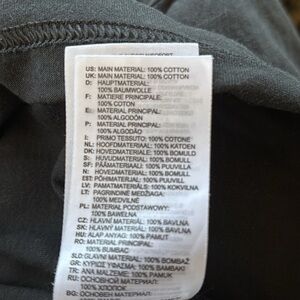 US: MAIN MATERIAL: 100% COTTON
UK: MAIN MATERIAL: 100% COTTON
D: HAUPTMATERIAL:
100% BAUMWOLLE
F: MATIERE PRINCIPALE:
100% COTON
E: MATERIAL PRINCIPAL:
100% ALGODÓN
P: MATERIAL PRINCIPAL:
100% ALGODÃO
I: PRIMO TESSUTO: 100% COTONE
NL: HOOFDMATERIAAL: 100% KATOEN
DK: HOVEDMATERIALE: 100% BOMULD
S: HUVUDMATERIAL: 100% BOMULL
SF: PÄÄMATERIAALI: 100% PUUVILLA
N: HOVEDMATERIALE: 100% BOMULL
EST: PÕHIMATERJAL: 100% PUUVILL
LV: PAMATMATERIĀLS: 100% KOKVILNA
LT: PAGRINDINĖ MEDŽIAGA:
100% MEDVILNĖ
PL: MATERIAŁ PODSTAWOWY:
100% BAWEŁNA
CZ: HLAVNÍ MATERIÁL: 100% BAVLNA
SK: HLAVNÝ MATERIÁL: 100% BAVLNA
HU: ALAP ANYAG: 100% PAMUT
RO: MATERIAL PRINCIPAL:
100% BUMBAC
SLO: GLAVNI MATERIAL: 100% BOMBAŽ
GR: ΚΥΡΙΩΣ ΥΦΑΣΜΑ: 100% ΒΑΜΒΑΚΙ
TR: ANA MALZEME: 100% PAMUK
RU: ОСНОВНОЙ МАТЕРИАЛ:
100% ХЛОПОК
BG: ОСНОВЕН МАТЕРИАЛ: